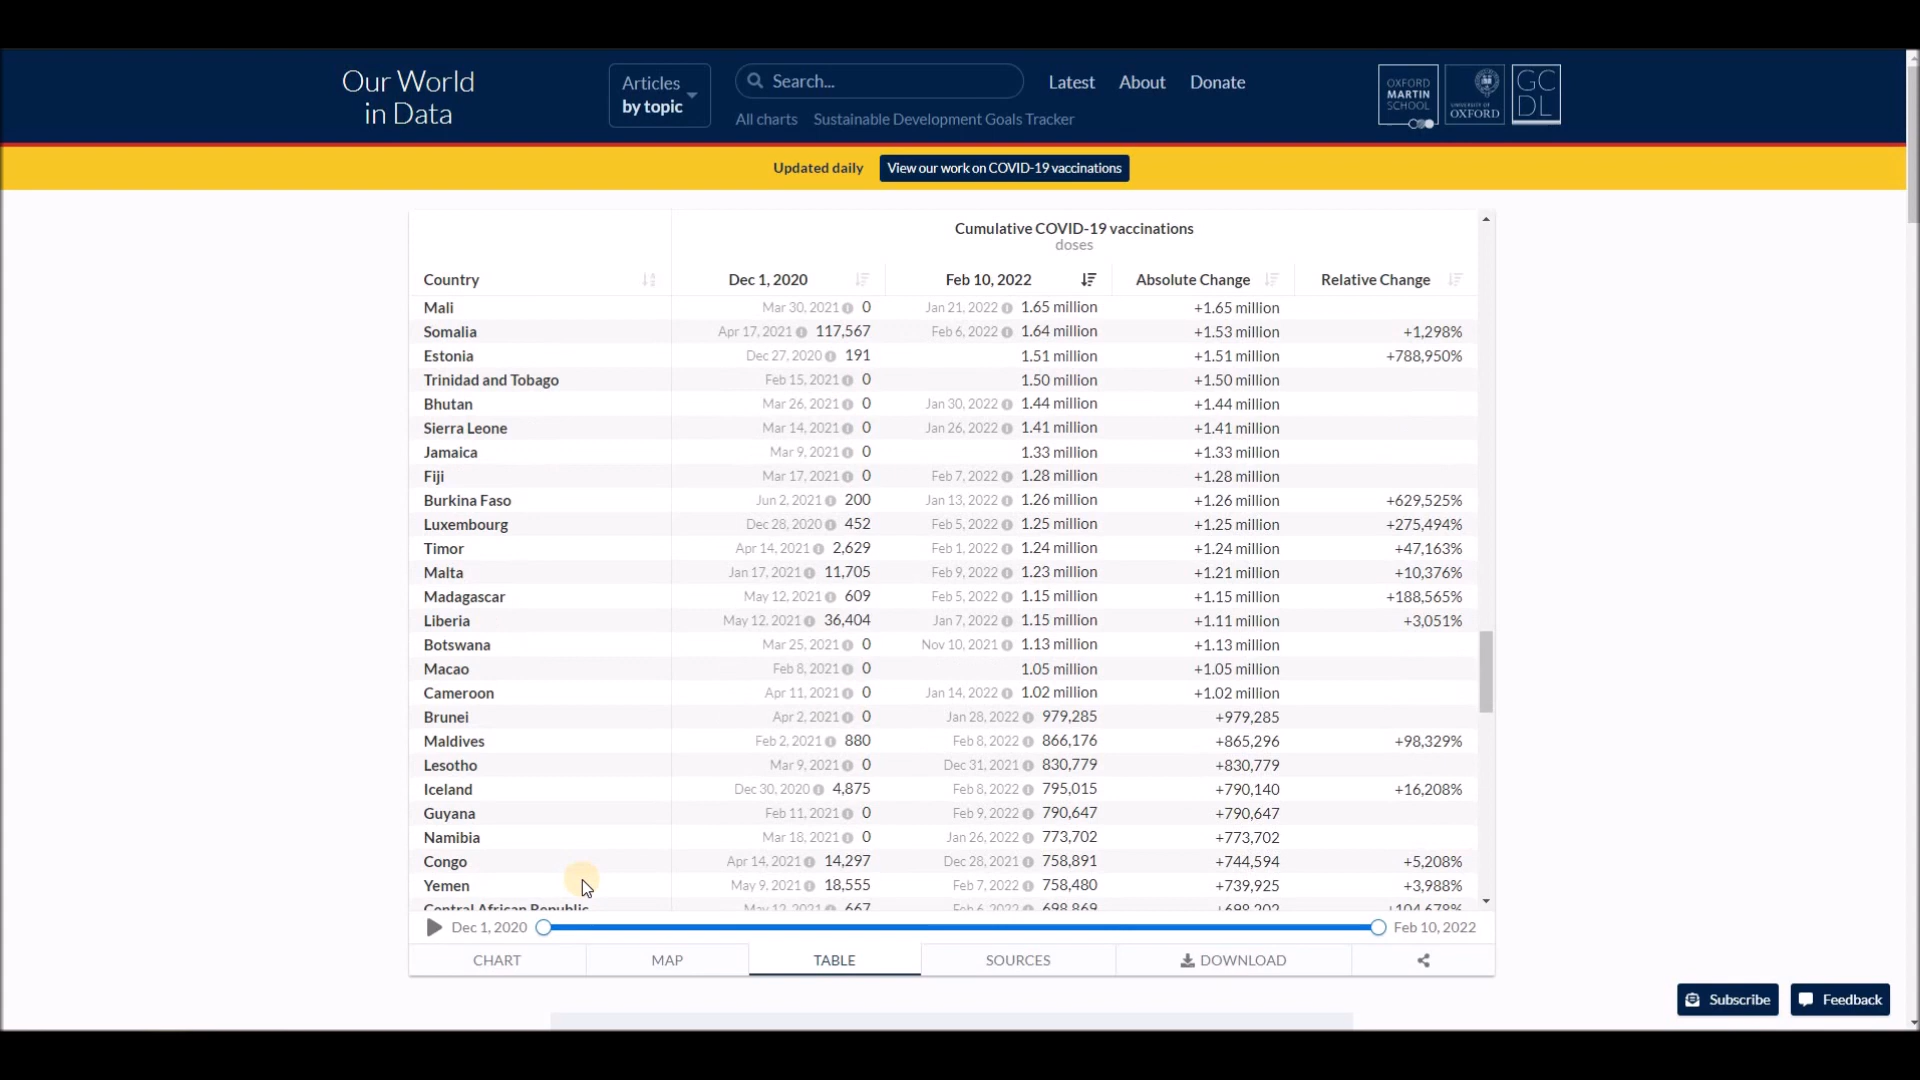 Our World
in Data
Articles
by topic
Search...
Latest About Donate
All charts Sustainable Development Goals Tracker
OXFORD
MARTIN
SCHOOL
UNIVERSITY OF
OXFORD
GC
DL
Updated daily View our work on COVID-19 vaccinations
Cumulative COVID-19 vaccinations
doses
Country Dec 1, 2020 Feb 10, 2022 Absolute Change Relative Change
Mali Mar 30, 2021 0 Jan 21, 2022 1.65 million +1.65 million
Somalia Apr 17, 2021 117,567 Feb 6, 2022 1.64 million +1.53 million +1,298%
Estonia Dec 27, 2020 191 1.51 million +1.51 million +788,950%
Trinidad and Tobago Feb 15, 2021 0 1.50 million +1.50 million
Bhutan Mar 26, 2021 0 Jan 30, 2022 1.44 million +1.44 million
Sierra Leone Mar 14, 2021 0 Jan 26, 2022 1.41 million +1.41 million
Jamaica Mar 9, 2021 0 1.33 million +1.33 million
Fiji Mar 17, 2021 0 Feb 7, 2022 1.28 million +1.28 million
Burkina Faso Jun 2, 2021 200 Jan 13, 2022 1.26 million +1.26 million +629,525%
Luxembourg Dec 28, 2020 452 Feb 5, 2022 1.25 million +1.25 million +275,494%
Timor Apr 14, 2021 2,629 Feb 1, 2022 1.24 million +1.24 million +47,163%
Malta Jan 17, 2021 11,705 Feb 9, 2022 1.23 million +1.21 million +10,376%
Madagascar May 12, 2021 609 Feb 5, 2022 1.15 million +1.15 million +188,565%
Liberia May 12, 2021 36,404 Jan 7, 2022 1.15 million +1.11 million +3,051%
Botswana Mar 25, 2021 0 Nov 10, 2021 1.13 million +1.13 million
Macao Feb 8, 2021 0 1.05 million +1.05 million
Cameroon Apr 11, 2021 0 Jan 14, 2022 1.02 million +1.02 million
Brunei Apr 2, 2021 0 Jan 28, 2022 979,285 +979,285
Maldives Feb 2, 2021 880 Feb 8, 2022 866,176 +865,296 +98,329%
Lesotho Mar 9, 2021 0 Dec 31, 2021 830,779 +830,779
Iceland Dec 30, 2020 4,875 Feb 8, 2022 795,015 +790,140 +16,208%
Guyana Feb 11, 2021 0 Feb 9, 2022 790,647 +790,647
Namibia Mar 18, 2021 0 Jan 26, 2022 773,702 +773,702
Congo Apr 14, 2021 14,297 Dec 28, 2021 758,891 +744,594 +5,208%
Yemen May 9, 2021 18,555 Feb 7, 2022 758,480 +739,925 +3,988%
Central African Republic May 12, 2021 667 Feb 6, 2022 698,869 +698,202 +104,678%
Dec 1, 2020 Feb 10, 2022
CHART MAP TABLE SOURCES DOWNLOAD
Subscribe Feedback